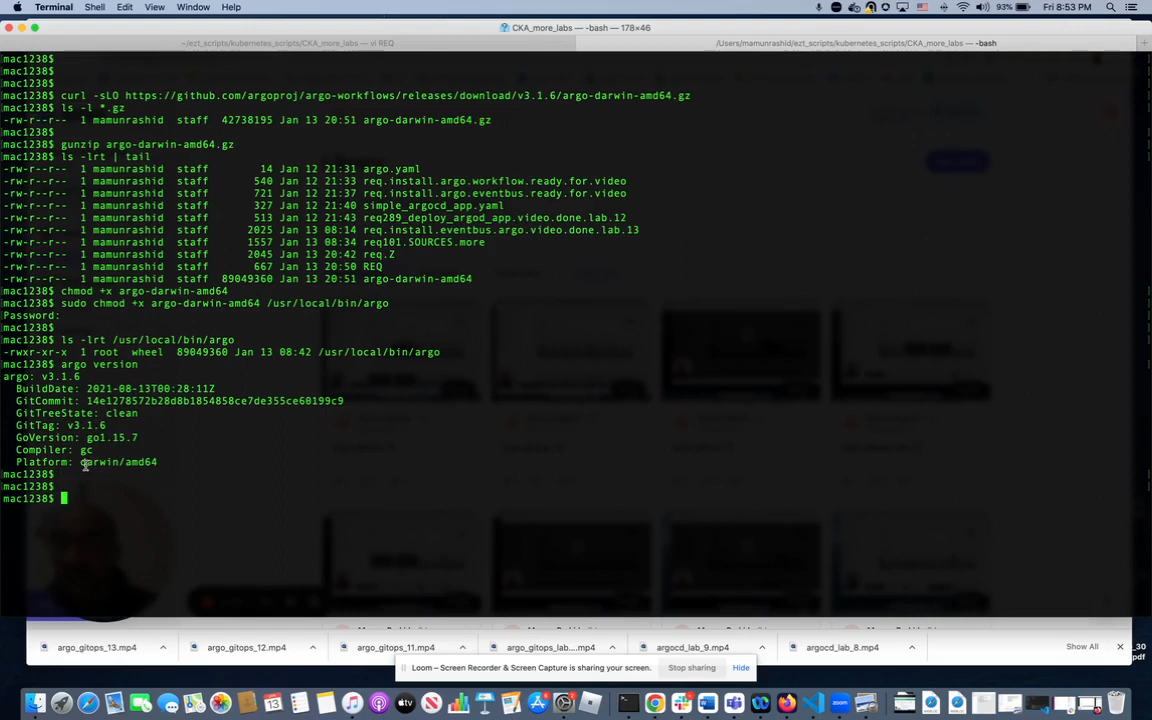 Terminal Shell Edit View Window Help 93% Fri 8:53 PM
CKA_more_labs — -bash — 178×46
~/ezt_scripts/kubernetes_scripts/CKA_more_labs — vi REQ
/Users/mamunrashid/ezt_scripts/kubernetes_scripts/CKA_more_labs — -bash
mac1238$
mac1238$
mac1238$
mac1238$ curl -sLO https://github.com/argoproj/argo-workflows/releases/download/v3.1.6/argo-darwin-amd64.gz
mac1238$ ls -l *.gz
-rw-r--r-- 1 mamunrashid staff 42738195 Jan 13 20:51 argo-darwin-amd64.gz
mac1238$
mac1238$ gunzip argo-darwin-amd64.gz
mac1238$ ls -lrt | tail
-rw-r--r-- 1 mamunrashid staff 14 Jan 12 21:31 argo.yaml
-rw-r--r-- 1 mamunrashid staff 540 Jan 12 21:33 req.install.argo.workflow.ready.for.video
-rw-r--r-- 1 mamunrashid staff 721 Jan 12 21:37 req.install.argo.eventbus.ready.for.video
-rw-r--r-- 1 mamunrashid staff 327 Jan 12 21:40 simple_argocd_app.yaml
-rw-r--r-- 1 mamunrashid staff 513 Jan 12 21:43 req289_deploy_argod_app.video.done.lab.12
-rw-r--r-- 1 mamunrashid staff 2025 Jan 13 08:14 req.install.eventbus.argo.video.done.lab.13
-rw-r--r-- 1 mamunrashid staff 1557 Jan 13 08:34 req101.SOURCES.more
-rw-r--r-- 1 mamunrashid staff 2045 Jan 13 20:42 req.Z
-rw-r--r-- 1 mamunrashid staff 667 Jan 13 20:50 REQ
-rw-r--r-- 1 mamunrashid staff 89049360 Jan 13 20:51 argo-darwin-amd64
mac1238$ chmod +x argo-darwin-amd64
mac1238$ sudo chmod +x argo-darwin-amd64 /usr/local/bin/argo
Password:
mac1238$
mac1238$ ls -lrt /usr/local/bin/argo
-rwxr-xr-x 1 root wheel 89049360 Jan 13 08:42 /usr/local/bin/argo
mac1238$ argo version
argo: v3.1.6
BuildDate: 2021-08-13T00:28:11Z
GitCommit: 14e1278572b28d8b1854858ce7de355ce60199c9
GitTreeState: clean
GitTag: v3.1.6
GoVersion: go1.15.7
Compiler: gc
Platform: darwin/amd64
mac1238$
mac1238$
mac1238$
argo_gitops_13.mp4 argo_gitops_12.mp4 argo_gitops_11.mp4 argo_gitops_lab....mp4 argocd_lab_9.mp4 argocd_lab_8.mp4 Show All
Loom – Screen Recorder & Screen Capture is sharing your screen. Stop sharing Hide